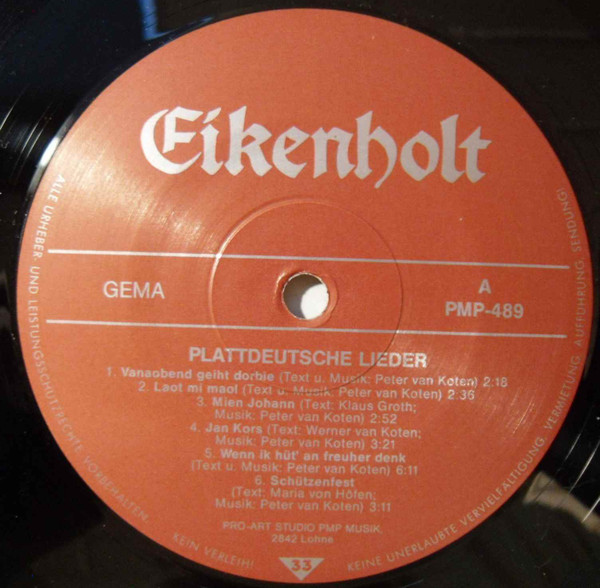 Eikenholt
GEMA
A
PMP-489
PLATTDEUTSCHE LIEDER
1. Vanaobend geiht dorbie (Text u. Musik: Peter van Koten) 2:18
2. Laot mi maol (Text u. Musik: Peter van Koten) 2:36
3. Mien Johann (Text: Klaus Groth;
Musik: Peter van Koten) 2:52
4. Jan Kors (Text: Werner van Koten;
Musik: Peter van Koten) 3:21
5. Wenn ik hüt' an freuher denk
(Text u. Musik: Peter van Koten) 6:11
6. Schützenfest
(Text: Maria von Höfen;
Musik: Peter van Koten) 3:11
PRO-ART STUDIO PMP MUSIK,
2842 Lohne
33
ALLE URHEBER- UND LEISTUNGSSCHUTZRECHTE VORBEHALTEN.
KEIN VERLEIH!
KEINE UNERLAUBTE VERVIELFÄLTIGUNG, VERMIETUNG, AUFFÜHRUNG, SENDUNG!